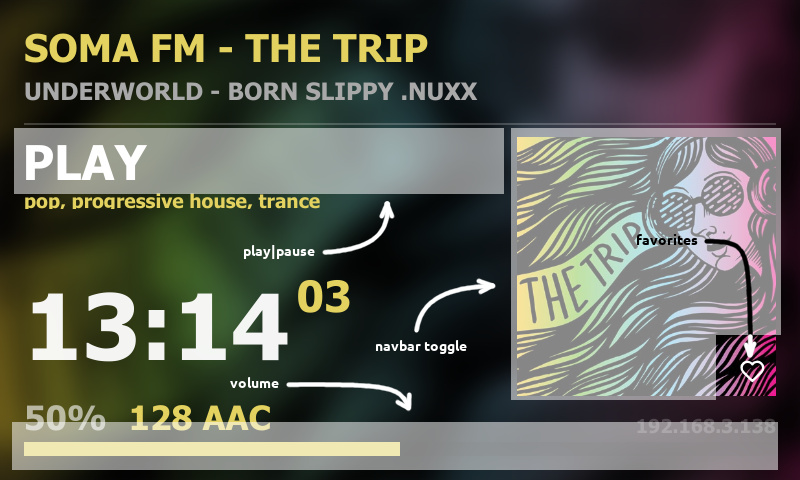 SOMA FM - THE TRIP
UNDERWORLD - BORN SLIPPY .NUXX
PLAY
pop, progressive house, trance
play|pause
THE TRIP
favorites
13:14 03
navbar toggle
volume
50% 128 AAC
192.168.3.138